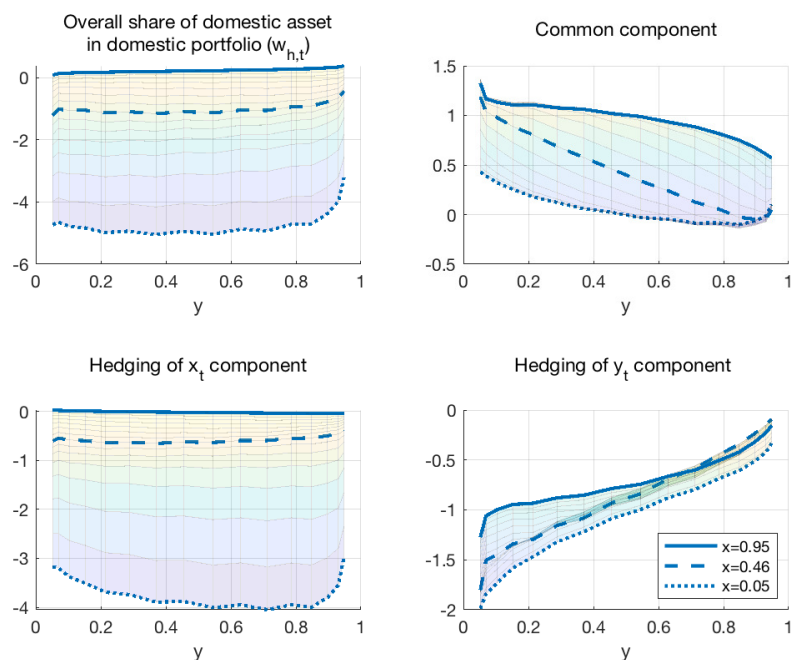 Overall share of domestic asset
in domestic portfolio (w_h,t)
0
-2
-4
-6
0 0.2 0.4 0.6 0.8 1
y
Common component
1.5
1
0.5
0
-0.5
0 0.2 0.4 0.6 0.8 1
y
Hedging of x_t component
0
-1
-2
-3
-4
0 0.2 0.4 0.6 0.8 1
y
Hedging of y_t component
0
-0.5
-1.0
-1.5
-2
0 0.2 0.4 0.6 0.8 1
y
x=0.95
x=0.46
x=0.05